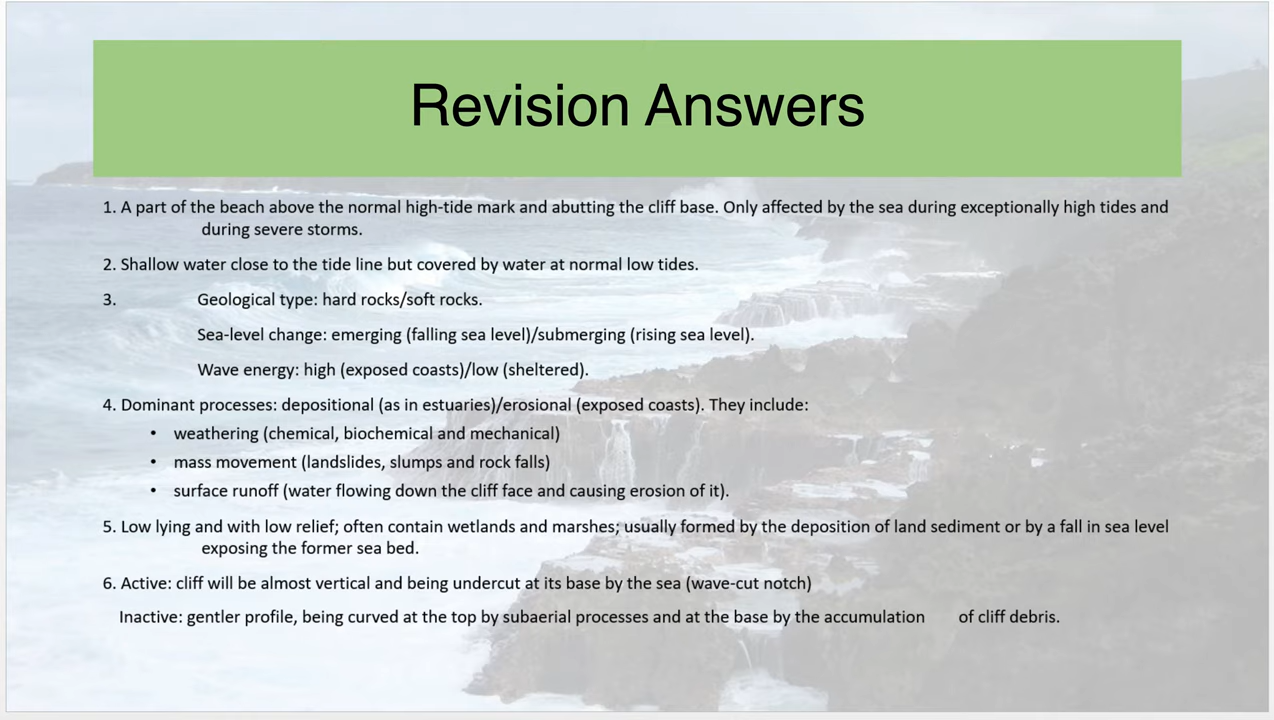 Revision Answers
1. A part of the beach above the normal high-tide mark and abutting the cliff base. Only affected by the sea during exceptionally high tides and
during severe storms.
2. Shallow water close to the tide line but covered by water at normal low tides.
3. Geological type: hard rocks/soft rocks.
Sea-level change: emerging (falling sea level)/submerging (rising sea level).
Wave energy: high (exposed coasts)/low (sheltered).
4. Dominant processes: depositional (as in estuaries)/erosional (exposed coasts). They include:
• weathering (chemical, biochemical and mechanical)
• mass movement (landslides, slumps and rock falls)
• surface runoff (water flowing down the cliff face and causing erosion of it).
5. Low lying and with low relief; often contain wetlands and marshes; usually formed by the deposition of land sediment or by a fall in sea level
exposing the former sea bed.
6. Active: cliff will be almost vertical and being undercut at its base by the sea (wave-cut notch)
Inactive: gentler profile, being curved at the top by subaerial processes and at the base by the accumulation of cliff debris.